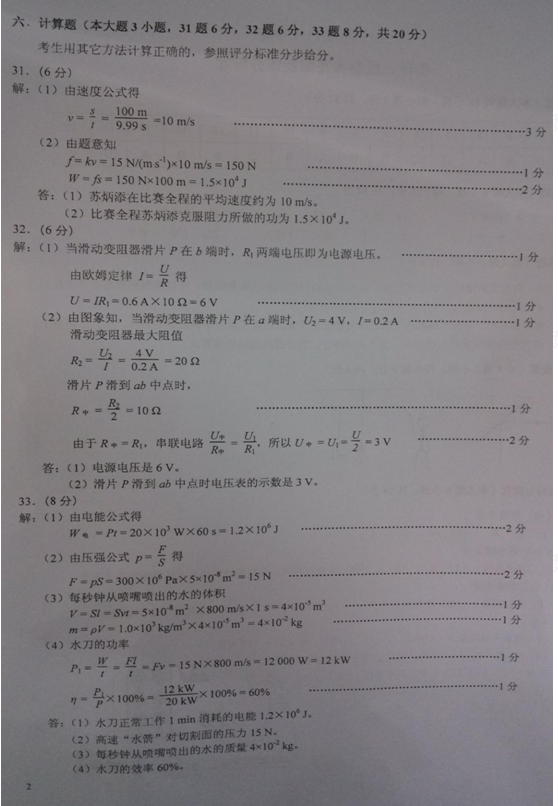 六．计算题（本大题3小题，31题6分，32题6分，33题8分，共20分）
考生用其它方法计算正确的，参照评分标准分步给分。
31.（6分）
解：（1）由速度公式得
v = s/t = 100 m/9.99 s =10 m/s ……………………3分
（2）由题意知
f = kv = 15 N/(m·s⁻¹)×10 m/s = 150 N ……………………1分
W = fs = 150 N×100 m = 1.5×10⁴ J ……………………2分
答：（1）苏炳添在比赛全程的平均速度约为 10 m/s。
（2）比赛全程苏炳添克服阻力所做的功为 1.5×10⁴ J。
32.（6分）
解：（1）当滑动变阻器滑片 P 在 b 端时，R₁ 两端电压即为电源电压。 ……………………1分
由欧姆定律 I = U/R 得
U = IR₁ = 0.6 A×10 Ω = 6 V ……………………1分
（2）由图象知，当滑动变阻器滑片 P 在 a 端时，U₂ = 4 V，I = 0.2 A ……………………1分
滑动变阻器最大阻值
R₂ = U₂/I = 4 V/0.2 A = 20 Ω
滑片 P 滑到 ab 中点时，
R中 = R₂/2 = 10 Ω ……………………1分
由于 R中 = R₁，串联电路 U中/R中 = U₁/R₁，所以 U中 = U₁ = U/2 = 3 V ……………………2分
答：（1）电源电压是 6 V。
（2）滑片 P 滑到 ab 中点时电压表的示数是 3 V。
33.（8分）
解：（1）由电能公式得
W电 = Pt = 20×10³ W×60 s = 1.2×10⁶ J ……………………2分
（2）由压强公式 p = F/S 得
F = pS = 300×10⁶ Pa×5×10⁻⁸ m² = 15 N ……………………2分
（3）每秒钟从喷嘴喷出的水的体积
V = Sl = Svt = 5×10⁻⁸ m² ×800 m/s×1 s = 4×10⁻⁵ m³ ……………………1分
m = ρV = 1.0×10³ kg/m³×4×10⁻⁵ m³ = 4×10⁻² kg ……………………1分
（4）水刀的功率
P₁ = W/t = Fl/t = Fv = 15 N×800 m/s = 12 000 W = 12 kW ……………………1分
η = P₁/P ×100% = 12 kW/20 kW ×100% = 60% ……………………1分
答：（1）水刀正常工作 1 min 消耗的电能 1.2×10⁶ J。
（2）高速“水箭”对切割面的压力 15 N。
（3）每秒钟从喷嘴喷出的水的质量 4×10⁻² kg。
（4）水刀的效率 60%。
2